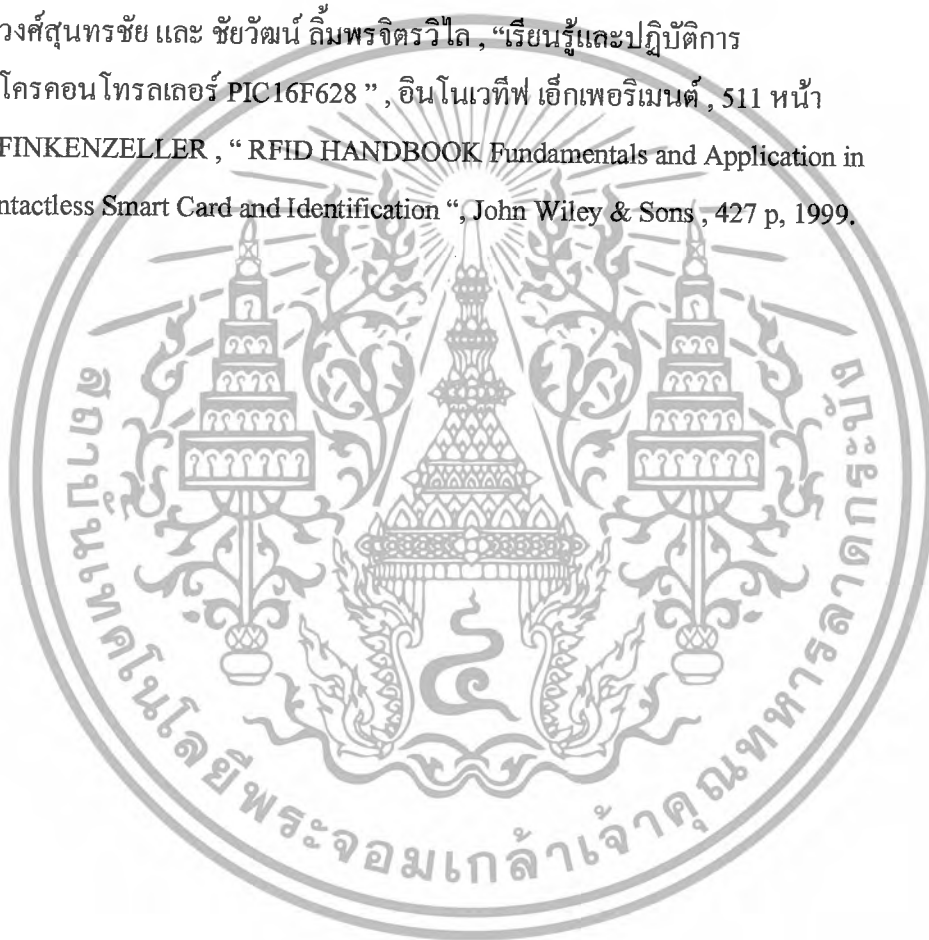 วงศ์สุนทรชัย และ ชัยวัฒน์ ลิ้มพรจิตรวิไล , “เรียนรู้และปฏิบัติการ
โครคอนโทรลเลอร์ PIC16F628 ” , อินโนเวทีฟ เอ็กเพอริเมนต์ , 511 หน้า
FINKENZELLER , “ RFID HANDBOOK Fundamentals and Application in
ntactless Smart Card and Identification “, John Wiley & Sons , 427 p, 1999.
สถาบันเทคโนโลยีพระจอมเกล้าเจ้าคุณทหารลาดกระบัง
๔